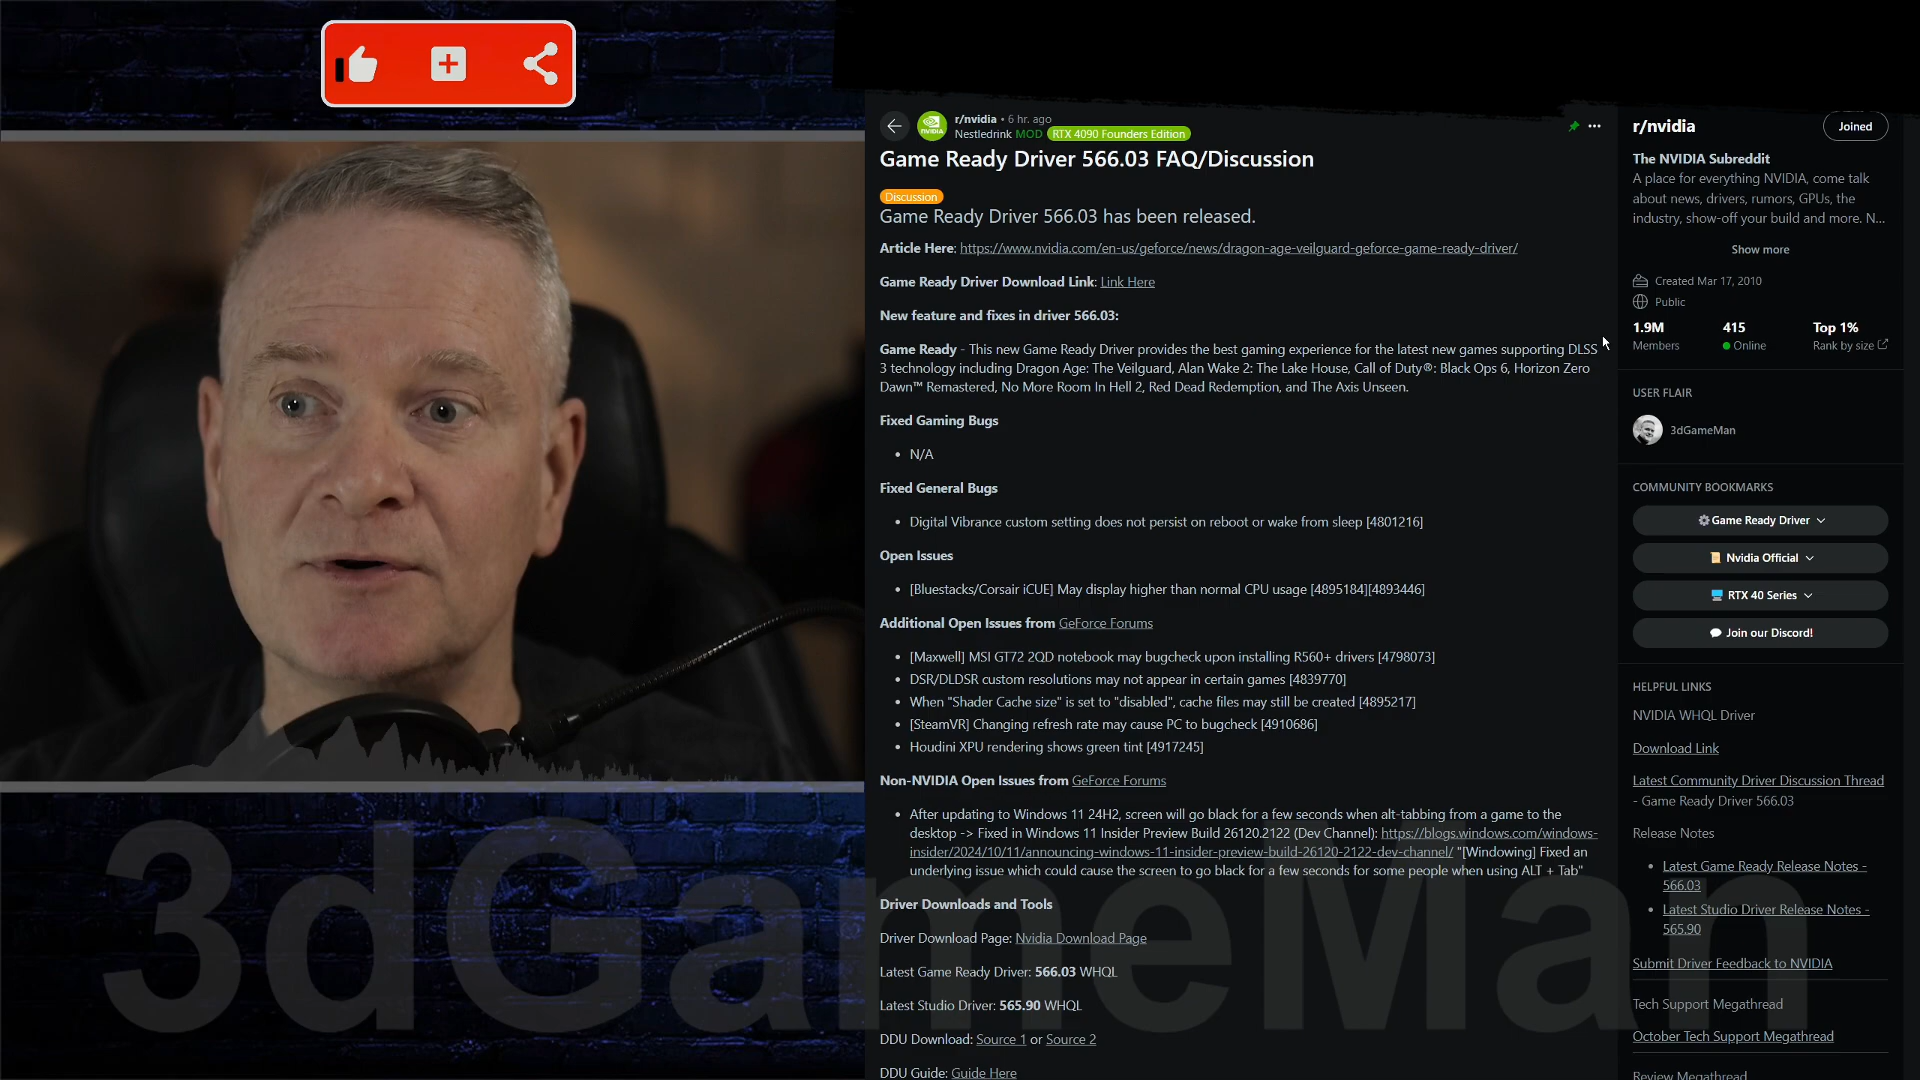 r/nvidia • 6 hr. ago
Nestledrink MOD RTX 4090 Founders Edition
Game Ready Driver 566.03 FAQ/Discussion
Discussion
Game Ready Driver 566.03 has been released.
Article Here: https://www.nvidia.com/en-us/geforce/news/dragon-age-veilguard-geforce-game-ready-driver/
Game Ready Driver Download Link: Link Here
New feature and fixes in driver 566.03:
Game Ready - This new Game Ready Driver provides the best gaming experience for the latest new games supporting DLSS
3 technology including Dragon Age: The Veilguard, Alan Wake 2: The Lake House, Call of Duty®: Black Ops 6, Horizon Zero
Dawn™ Remastered, No More Room In Hell 2, Red Dead Redemption, and The Axis Unseen.
Fixed Gaming Bugs
• N/A
Fixed General Bugs
• Digital Vibrance custom setting does not persist on reboot or wake from sleep [4801216]
Open Issues
• [Bluestacks/Corsair iCUE] May display higher than normal CPU usage [4895184][4893446]
Additional Open Issues from GeForce Forums
• [Maxwell] MSI GT72 2QD notebook may bugcheck upon installing R560+ drivers [4798073]
• DSR/DLDSR custom resolutions may not appear in certain games [4839770]
• When "Shader Cache size" is set to "disabled", cache files may still be created [4895217]
• [SteamVR] Changing refresh rate may cause PC to bugcheck [4910686]
• Houdini XPU rendering shows green tint [4917245]
Non-NVIDIA Open Issues from GeForce Forums
• After updating to Windows 11 24H2, screen will go black for a few seconds when alt-tabbing from a game to the
desktop -> Fixed in Windows 11 Insider Preview Build 26120.2122 (Dev Channel): https://blogs.windows.com/windows-
insider/2024/10/11/announcing-windows-11-insider-preview-build-26120-2122-dev-channel/ "[Windowing] Fixed an
underlying issue which could cause the screen to go black for a few seconds for some people when using ALT + Tab"
Driver Downloads and Tools
Driver Download Page: Nvidia Download Page
Latest Game Ready Driver: 566.03 WHQL
Latest Studio Driver: 565.90 WHQL
DDU Download: Source 1 or Source 2
DDU Guide: Guide Here
r/nvidia
Joined
The NVIDIA Subreddit
A place for everything NVIDIA, come talk
about news, drivers, rumors, GPUs, the
industry, show-off your build and more. N...
Show more
Created Mar 17, 2010
Public
1.9M 415 Top 1%
Members Online Rank by size
USER FLAIR
3dGameMan
COMMUNITY BOOKMARKS
Game Ready Driver
Nvidia Official
RTX 40 Series
Join our Discord!
HELPFUL LINKS
NVIDIA WHQL Driver
Download Link
Latest Community Driver Discussion Thread
- Game Ready Driver 566.03
Release Notes
• Latest Game Ready Release Notes -
566.03
• Latest Studio Driver Release Notes -
565.90
Submit Driver Feedback to NVIDIA
Tech Support Megathread
October Tech Support Megathread
Review Megathread
3dGameMan